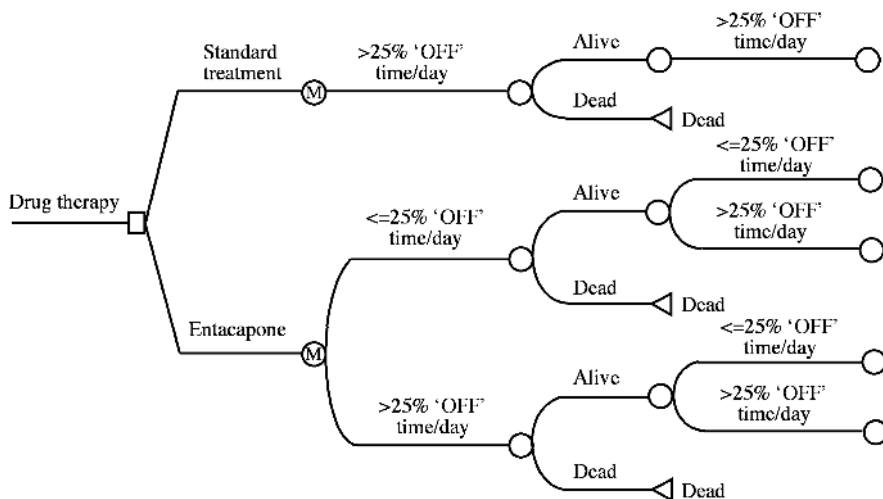 Standard
treatment
M
>25% ‘OFF’
time/day
Alive
>25% ‘OFF’
time/day
Dead
Dead
Drug therapy
Entacapone
M
<=25% ‘OFF’
time/day
Alive
<=25% ‘OFF’
time/day
>25% ‘OFF’
time/day
Dead
Dead
>25% ‘OFF’
time/day
Alive
<=25% ‘OFF’
time/day
>25% ‘OFF’
time/day
Dead
Dead